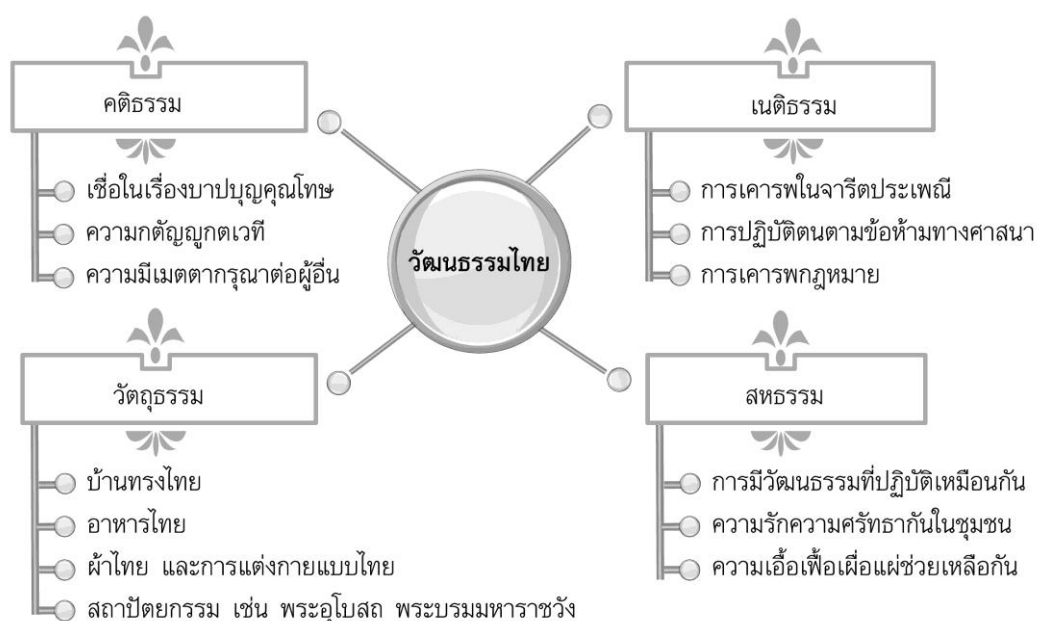 คติธรรม
เชื่อในเรื่องบาปบุญคุณโทษ
ความกตัญญูกตเวที
ความมีเมตตากรุณาต่อผู้อื่น
เนติธรรม
การเคารพในจารีตประเพณี
การปฏิบัติตนตามข้อห้ามทางศาสนา
การเคารพกฎหมาย
วัฒนธรรมไทย
วัตถุธรรม
บ้านทรงไทย
อาหารไทย
ผ้าไทย และการแต่งกายแบบไทย
สถาปัตยกรรม เช่น พระอุโบสถ พระบรมมหาราชวัง
สหธรรม
การมีวัฒนธรรมที่ปฏิบัติเหมือนกัน
ความรักความศรัทธากันในชุมชน
ความเอื้อเฟื้อเผื่อแผ่ช่วยเหลือกัน